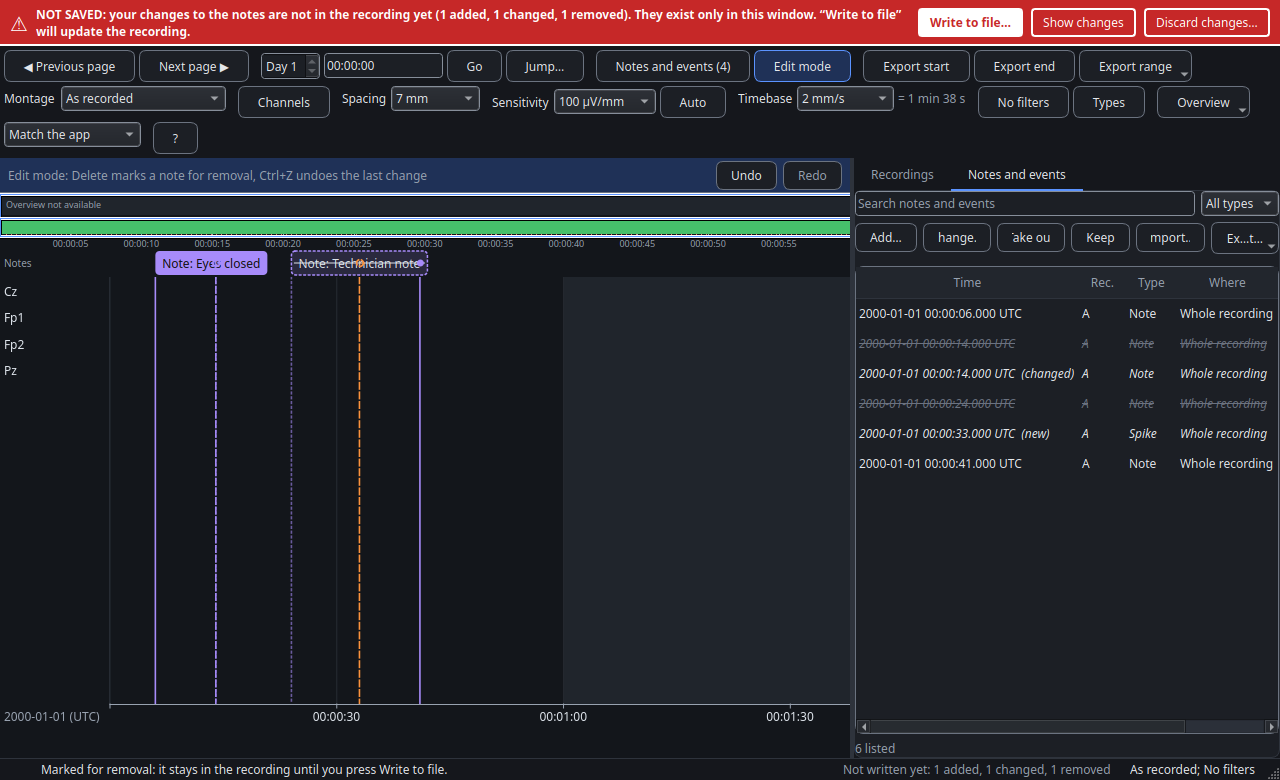 NOT SAVED: your changes to the notes are not in the recording yet (1 added, 1 changed, 1 removed). They exist only in this window. “Write to file”
will update the recording.
Write to file...
Show changes
Discard changes...
◀ Previous page
Next page ▶
Day 1
00:00:00
Go
Jump...
Notes and events (4)
Edit mode
Export start
Export end
Export range
Montage
As recorded
Channels
Spacing
7 mm
Sensitivity
100 µV/mm
Auto
Timebase
2 mm/s
= 1 min 38 s
No filters
Types
Overview
Match the app
?
Edit mode: Delete marks a note for removal, Ctrl+Z undoes the last change
Undo
Redo
Overview not available
00:00:05 00:00:10 00:00:15 00:00:20 00:00:25 00:00:30 00:00:35 00:00:40 00:00:45 00:00:50 00:00:55
Notes
Note: Eyes closed
Note: Technician note
Cz
Fp1
Fp2
Pz
2000-01-01 (UTC)
00:00:30
00:01:00
00:01:30
Recordings
Notes and events
Search notes and events
All types
Add...
hange.
ake ou
Keep
mport.
Ex...t...
Time Rec. Type Where
2000-01-01 00:00:06.000 UTC A Note Whole recording
2000-01-01 00:00:14.000 UTC A Note Whole recording
2000-01-01 00:00:14.000 UTC (changed) A Note Whole recording
2000-01-01 00:00:24.000 UTC A Note Whole recording
2000-01-01 00:00:33.000 UTC (new) A Spike Whole recording
2000-01-01 00:00:41.000 UTC A Note Whole recording
6 listed
Marked for removal: it stays in the recording until you press Write to file.
Not written yet: 1 added, 1 changed, 1 removed
As recorded; No filters